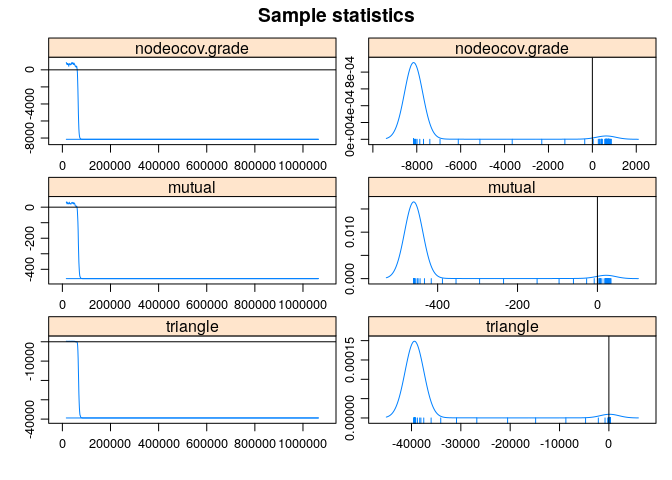 Sample statistics
nodeocov.grade
nodeocov.grade
-8000 -4000 0
0e+00 4e-04 8e-04
0 200000 400000 600000 800000 1000000
-8000 -6000 -4000 -2000 0 2000
mutual
mutual
-400 -200 0
0.000 0.010
0 200000 400000 600000 800000 1000000
-400 -200 0
triangle
triangle
-40000 -10000
0.00000 0.00015
0 200000 400000 600000 800000 1000000
-40000 -30000 -20000 -10000 0